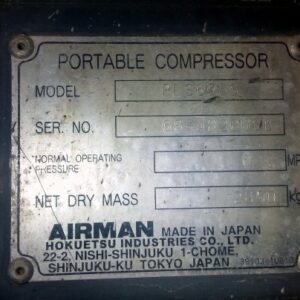 PORTABLE COMPRESSOR
MODEL
SER. NO.
NORMAL OPERATING
PRESSURE
NET DRY MASS kg
AIRMAN MADE IN JAPAN
HOKUETSU INDUSTRIES CO., LTD.
22-2, NISHI-SHINJUKU 1-CHOME,
SHINJUKU-KU TOKYO JAPAN